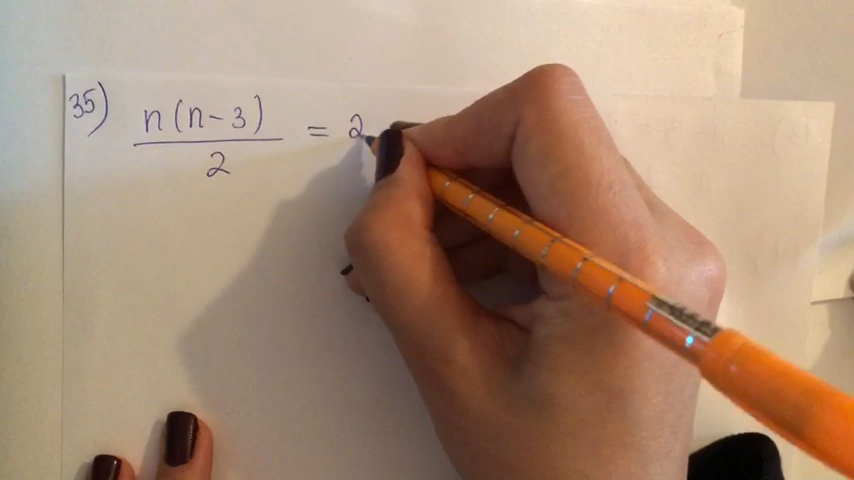 35) n(n-3)
2
= 2